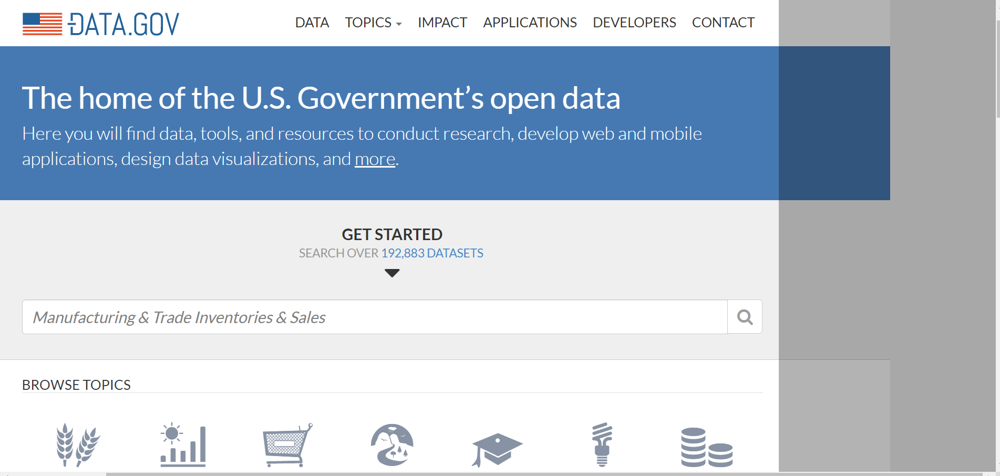 DATA.GOV
DATA TOPICS IMPACT APPLICATIONS DEVELOPERS CONTACT
The home of the U.S. Government’s open data
Here you will find data, tools, and resources to conduct research, develop web and mobile
applications, design data visualizations, and more.
GET STARTED
SEARCH OVER 192,883 DATASETS
Manufacturing & Trade Inventories & Sales
BROWSE TOPICS